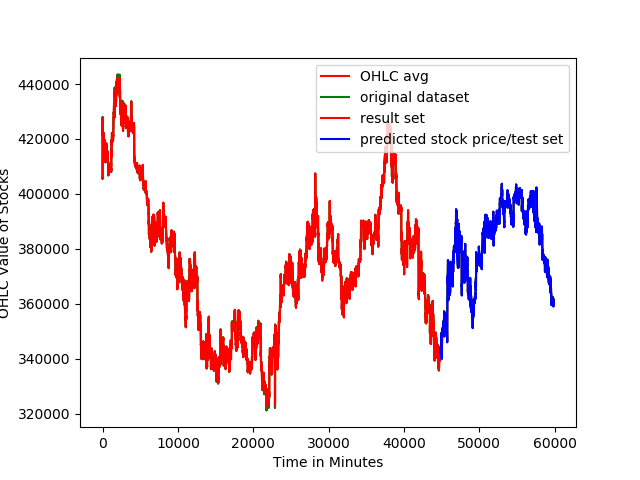 OHLC avg
original dataset
result set
predicted stock price/test set
440000
420000
400000
380000
360000
340000
320000
OHLC Value of Stocks
0
10000
20000
30000
40000
50000
60000
Time in Minutes